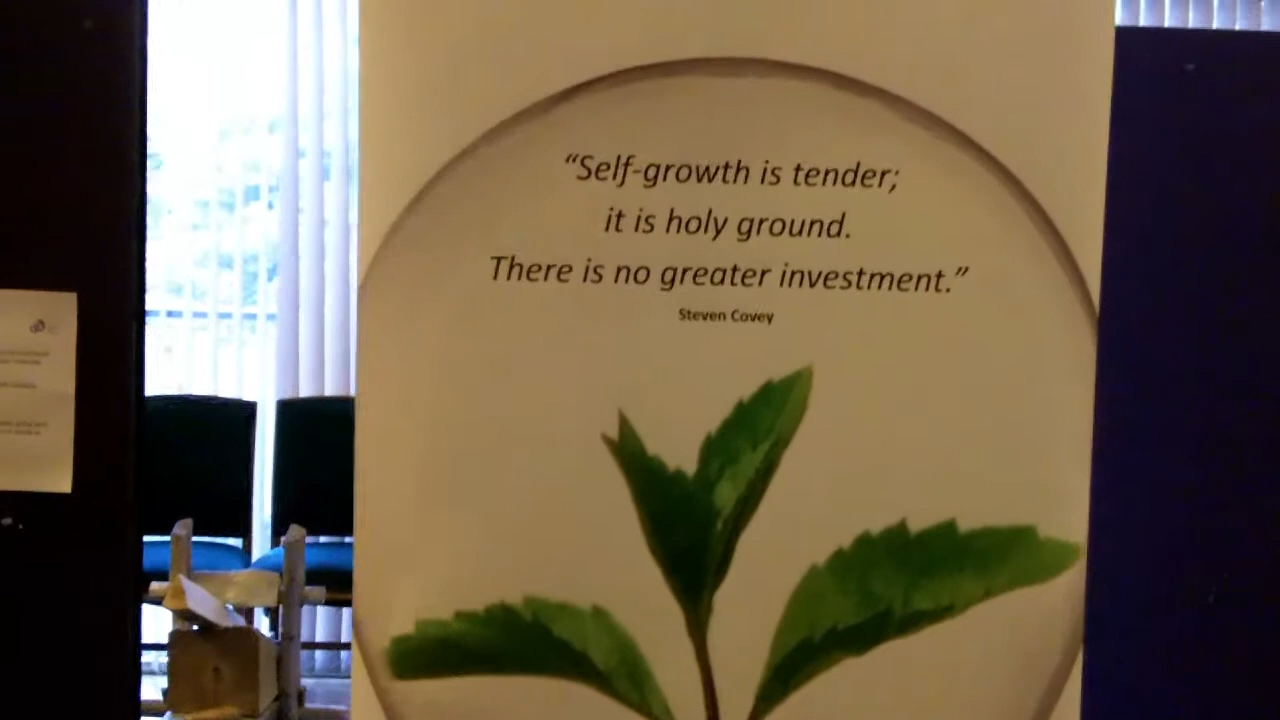 “Self-growth is tender;
it is holy ground.
There is no greater investment.”
Steven Covey